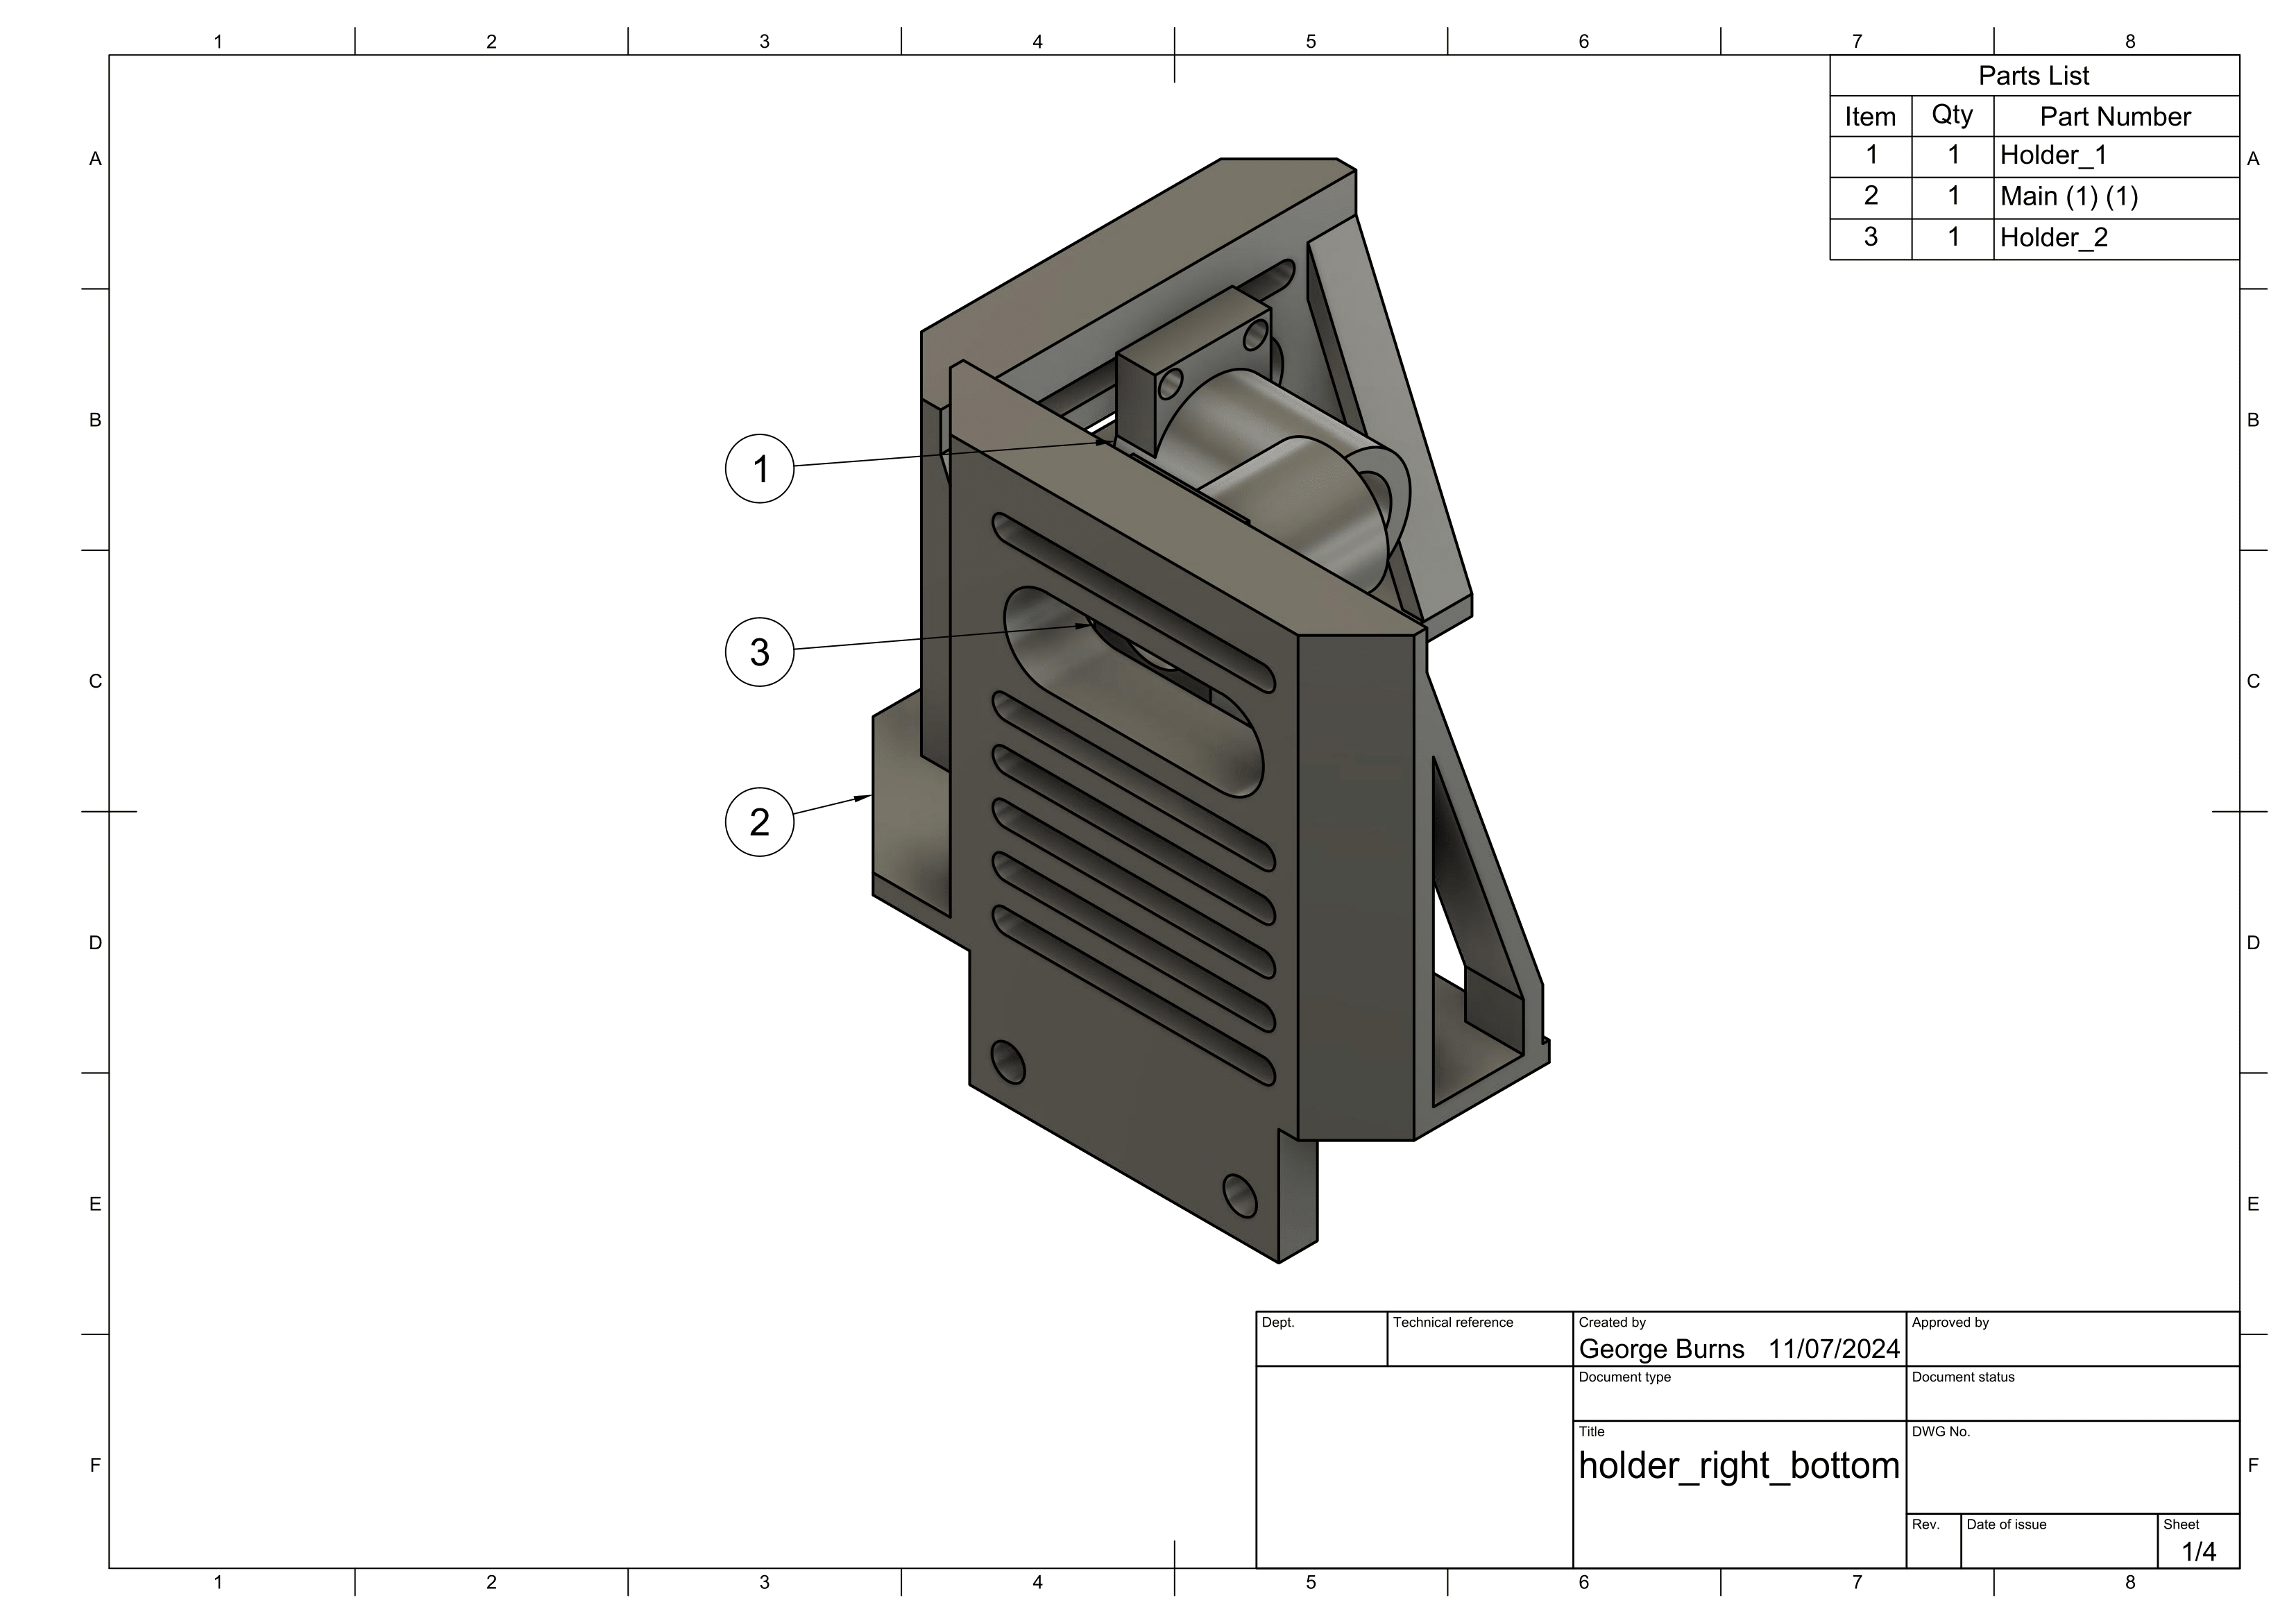 1 2 3 4 5 6 7 8
Parts List
Item Qty Part Number
1 1 Holder_1
2 1 Main (1) (1)
3 1 Holder_2
A A
B B
1
C C
3
2
D D
E E
Dept. Technical reference Created by Approved by
George Burns 11/07/2024
Document type Document status
Title DWG No.
holder_right_bottom
F F
Rev. Date of issue Sheet
1/4
1 2 3 4 5 6 7 8